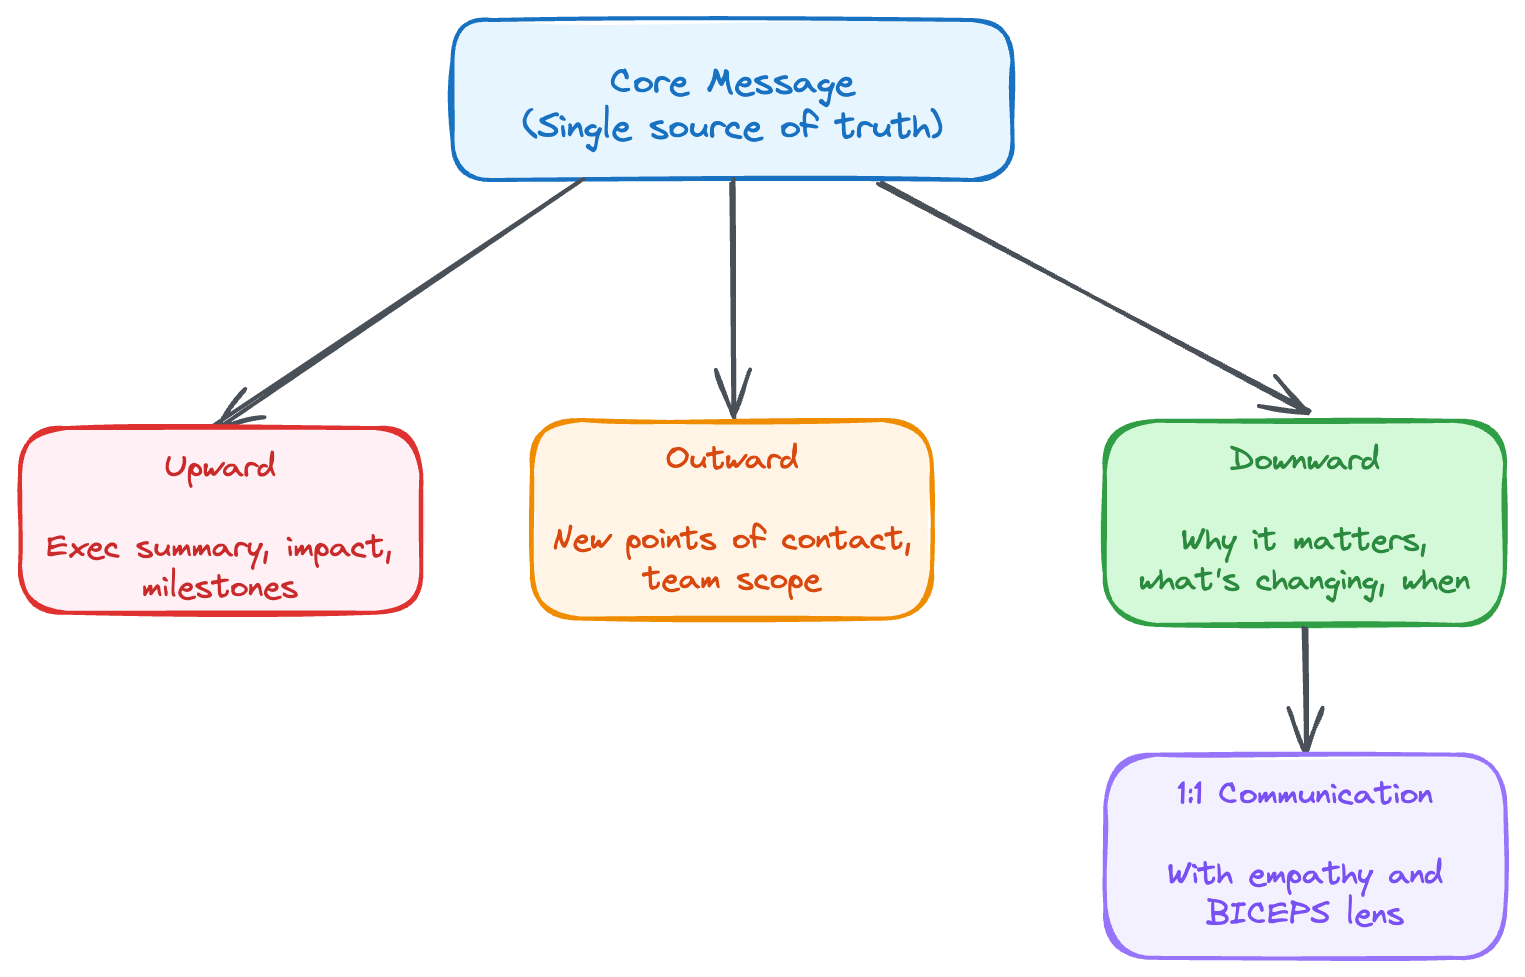 Core Message
(Single source of truth)
Upward
Exec summary, impact,
milestones
Outward
New points of contact,
team scope
Downward
Why it matters,
what's changing, when
1:1 Communication
With empathy and
BICEPS lens